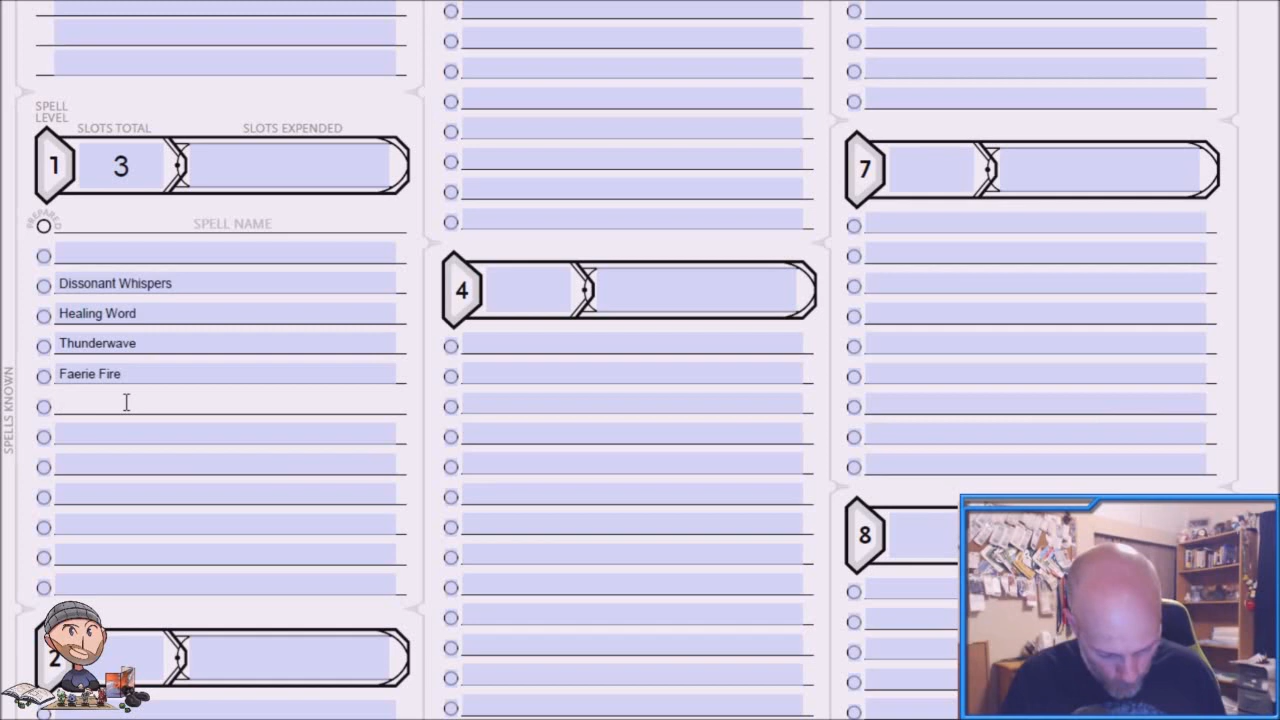 SPELL
LEVEL
SLOTS TOTAL
SLOTS EXPENDED
1
3
PREPARED
SPELL NAME
Dissonant Whispers
Healing Word
Thunderwave
Faerie Fire
SPELLS KNOWN
2
4
7
8